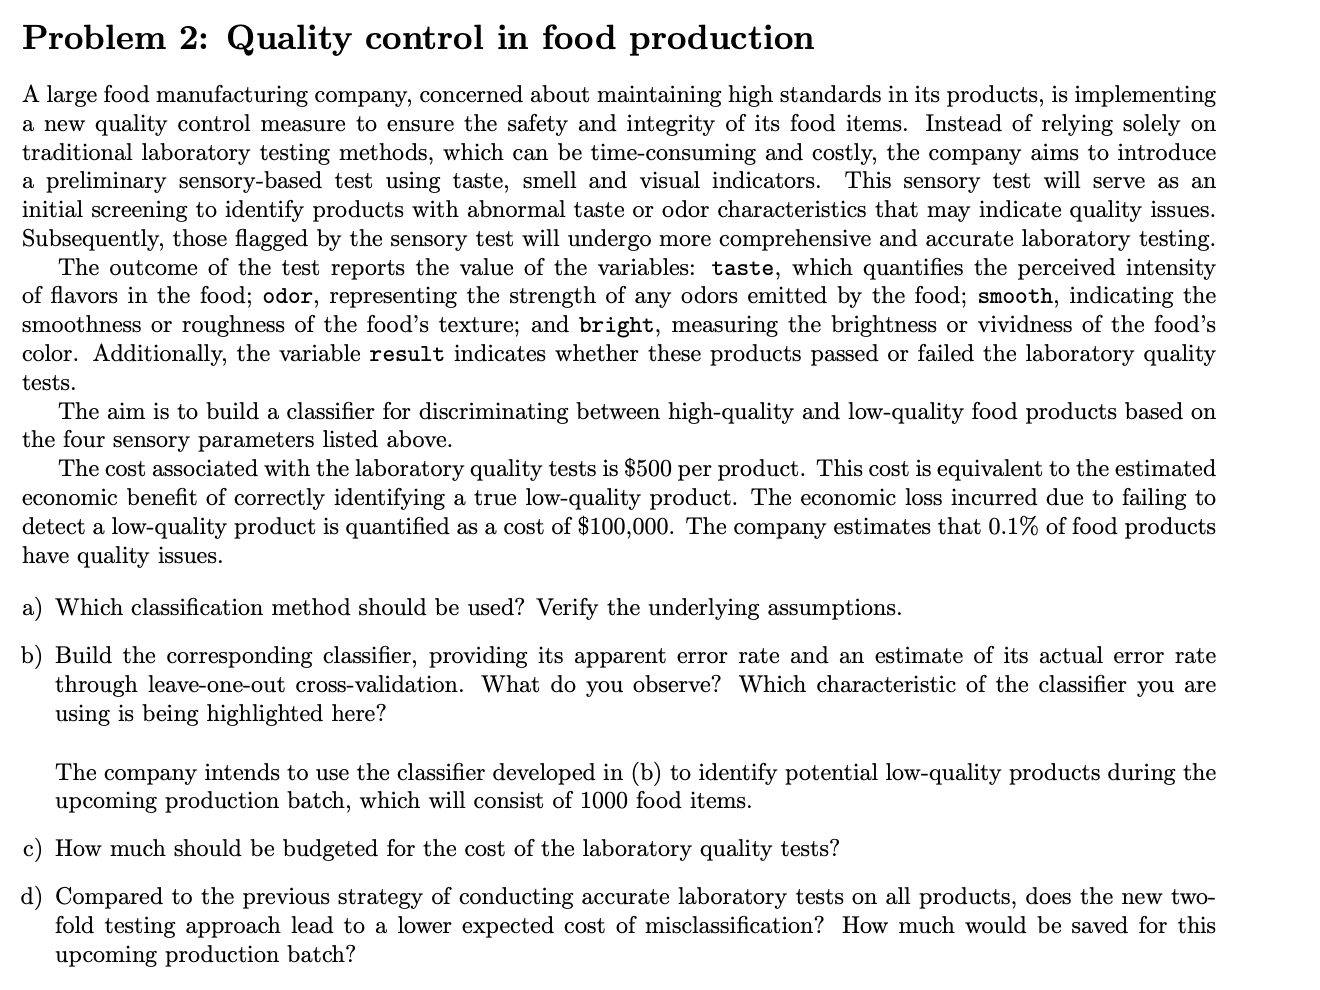 Problem 2: Quality control in food production
A large food manufacturing company, concerned about maintaining high standards in its products, is implementing
a new quality control measure to ensure the safety and integrity of its food items. Instead of relying solely on
traditional laboratory testing methods, which can be time-consuming and costly, the company aims to introduce
a preliminary sensory-based test using taste, smell and visual indicators. This sensory test will serve as an
initial screening to identify products with abnormal taste or odor characteristics that may indicate quality issues.
Subsequently, those flagged by the sensory test will undergo more comprehensive and accurate laboratory testing.
The outcome of the test reports the value of the variables: taste, which quantifies the perceived intensity
of flavors in the food; odor, representing the strength of any odors emitted by the food; smooth, indicating the
smoothness or roughness of the food's texture; and bright, measuring the brightness or vividness of the food's
color. Additionally, the variable result indicates whether these products passed or failed the laboratory quality
tests.
The aim is to build a classifier for discriminating between high-quality and low-quality food products based on
the four sensory parameters listed above.
The cost associated with the laboratory quality tests is $500 per product. This cost is equivalent to the estimated
economic benefit of correctly identifying a true low-quality product. The economic loss incurred due to failing to
detect a low-quality product is quantified as a cost of $100,000. The company estimates that 0.1% of food products
have quality issues.
a) Which classification method should be used? Verify the underlying assumptions.
b) Build the corresponding classifier, providing its apparent error rate and an estimate of its actual error rate
through leave-one-out cross-validation. What do you observe? Which characteristic of the classifier you are
using is being highlighted here?
The company intends to use the classifier developed in (b) to identify potential low-quality products during the
upcoming production batch, which will consist of 1000 food items.
c) How much should be budgeted for the cost of the laboratory quality tests?
d) Compared to the previous strategy of conducting accurate laboratory tests on all products, does the new two-
fold testing approach lead to a lower expected cost of misclassification? How much would be saved for this
upcoming production batch?